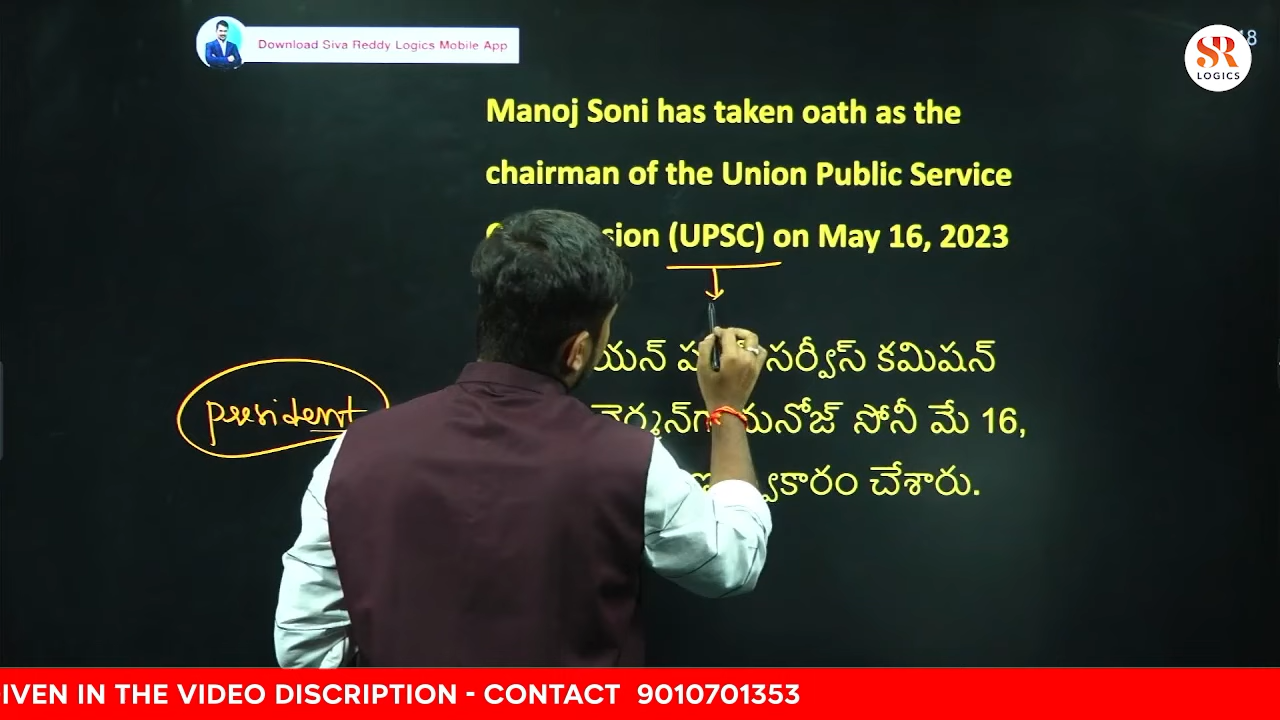 Download Siva Reddy Logics Mobile App
SR
LOGICS
18
Manoj Soni has taken oath as the
chairman of the Union Public Service
(UPSC) on May 16, 2023
సర్వీస్ కమిషన్
మనోజ్ సోనీ మే 16,
చేశారు.
president
IVEN IN THE VIDEO DISCRIPTION - CONTACT 9010701353